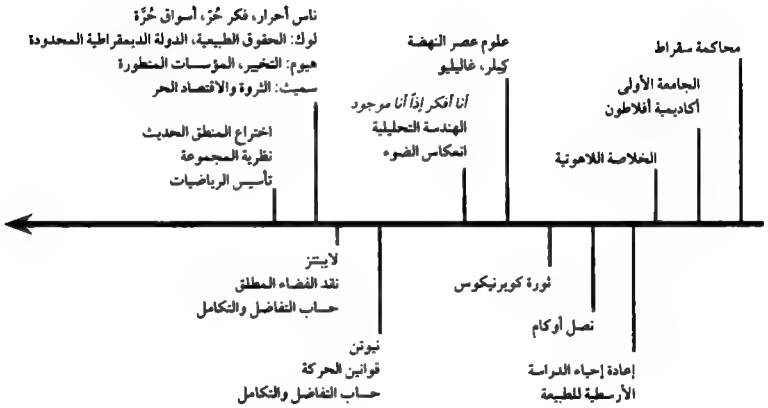 محاكمة سقراط
الجامعة الأولى
أكاديمية أفلاطون
الخلاصة اللاهوتية
إعادة إحياء الدراسة
الأرسطية للطبيعة
نصل أوكام
ثورة كوبرنيكوس
علوم عصر النهضة
كبلر، غاليليو
أنا أفكر إذاً أنا موجود
الهندسة التحليلية
انعكاس الضوء
نيوتن
قوانين الحركة
حساب التفاضل والتكامل
لايبنتز
نقد الفضاء المطلق
حساب التفاضل والتكامل
ناس أحرار، فكر حُرّ، أسواق حُرَّة
لوك: الحقوق الطبيعية، الدولة الديمقراطية المحدودة
هيوم: التخيير، المؤسسات المتطورة
سميث: الثروة والاقتصاد الحر
اختراع المنطق الحديث
نظرية المجموعة
تأسيس الرياضيات